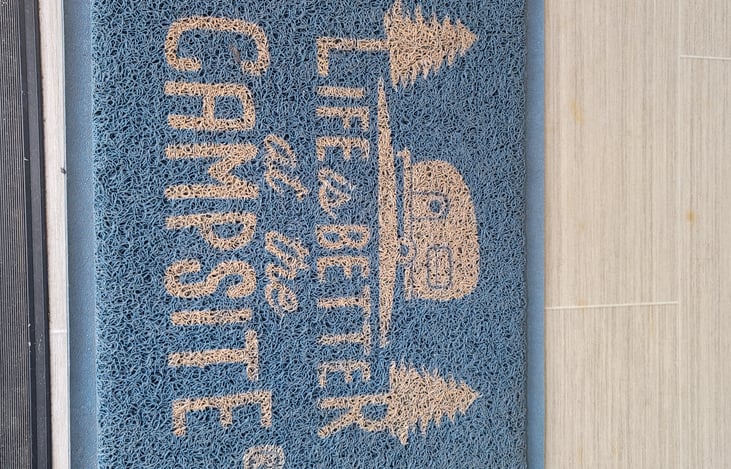 LIFE is BETTER
at the
CAMPSITE®